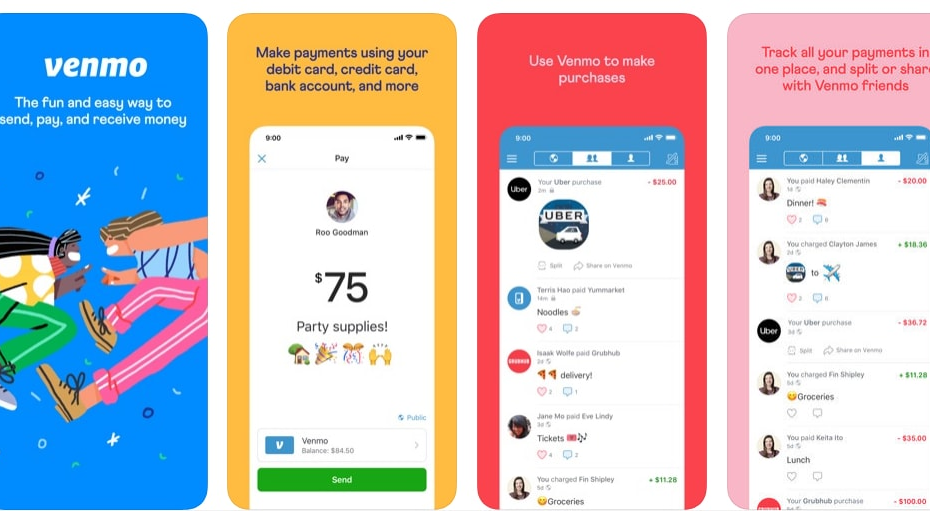 venmo
The fun and easy way to
send, pay, and receive money
Make payments using your
debit card, credit card,
bank account, and more
9:00
Pay
Roo Goodman
$75
Party supplies!
Public
Venmo
Balance: $84.50
Send
Use Venmo to make
purchases
9:00
Uber
Your Uber purchase
- $25.00
2m
UBER
Split
Share on Venmo
Terris Hao paid Yummarket
14m
Noodles
4
2
GRUBHUB
Isaak Wolfe paid Grubhub
2d
delivery!
2
1
Jane Mo paid Eve Lindy
3d
Tickets
4
2
You charged Fin Shipley
+ $11.28
5d
Groceries
Track all your payments in
one place, and split or share
with Venmo friends
9:00
You paid Haley Clementin
- $20.00
1d
Dinner!
2
6
You charged Clayton James
+ $18.36
2d
UBER
to
2
6
Uber
Your Uber purchase
- $36.72
3d
Split
Share on Venmo
You charged Fin Shipley
+ $11.28
5d
Groceries
You paid Keita Ito
- $35.00
5d
Lunch
GRUBHUB
Your Grubhub purchase
- $100.00